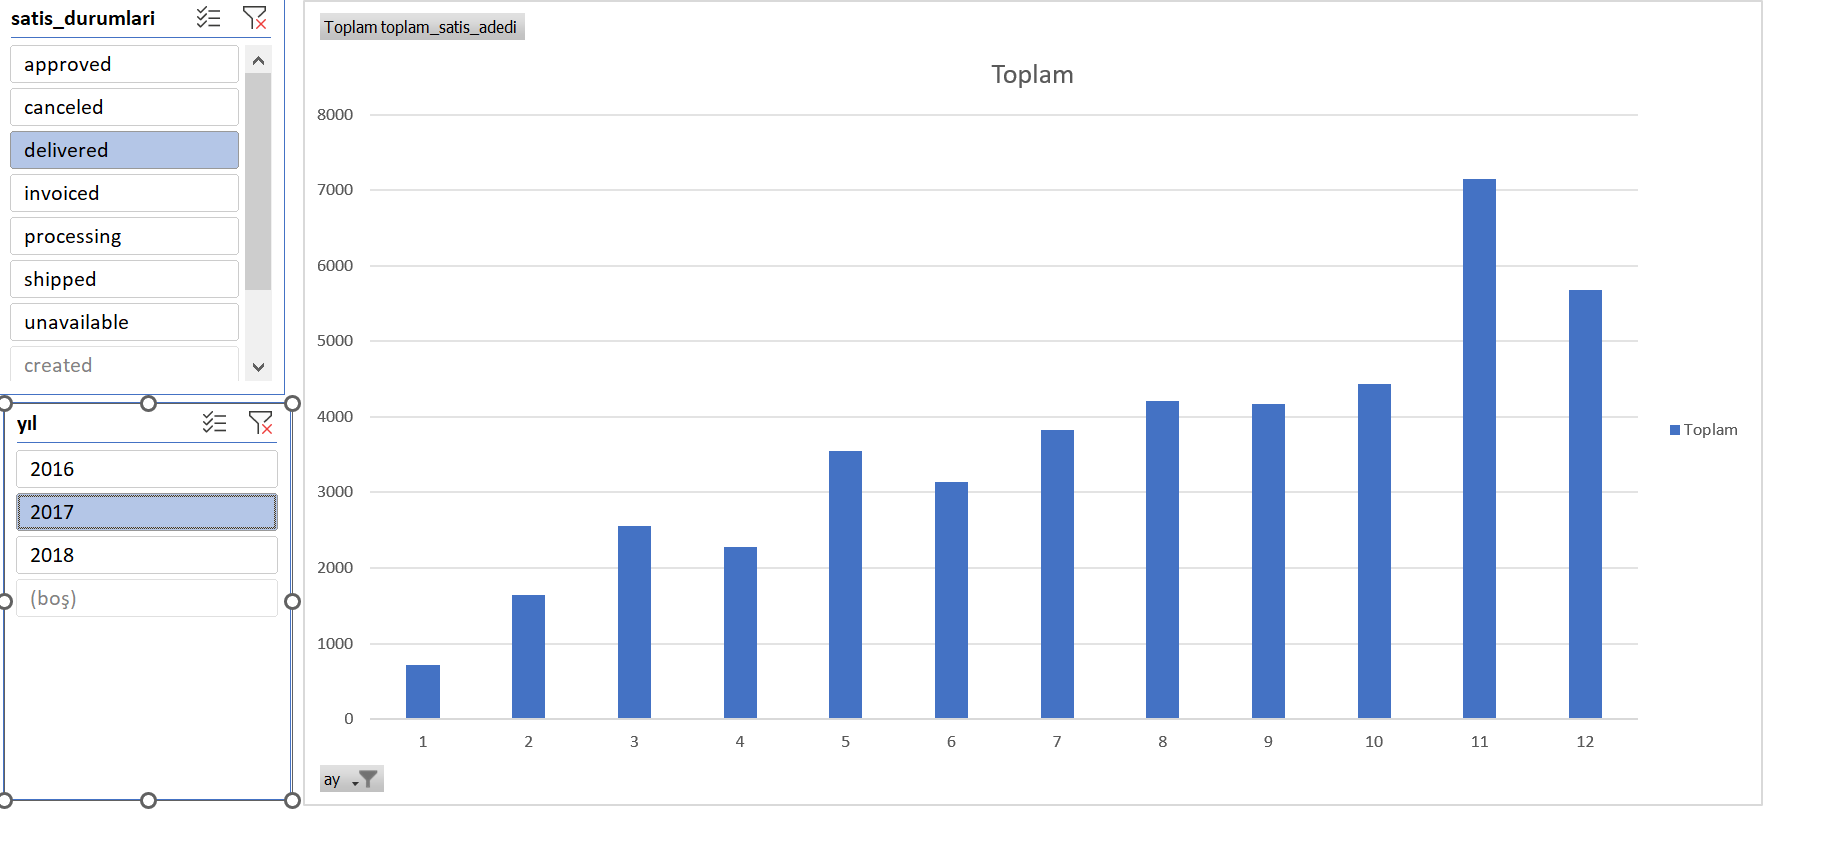 satis_durumlari
approved
canceled
delivered
invoiced
processing
shipped
unavailable
created
yıl
2016
2017
2018
(boş)
Toplam toplam_satis_adedi
Toplam
8000
7000
6000
5000
4000
3000
2000
1000
0
1 2 3 4 5 6 7 8 9 10 11 12
Toplam
ay